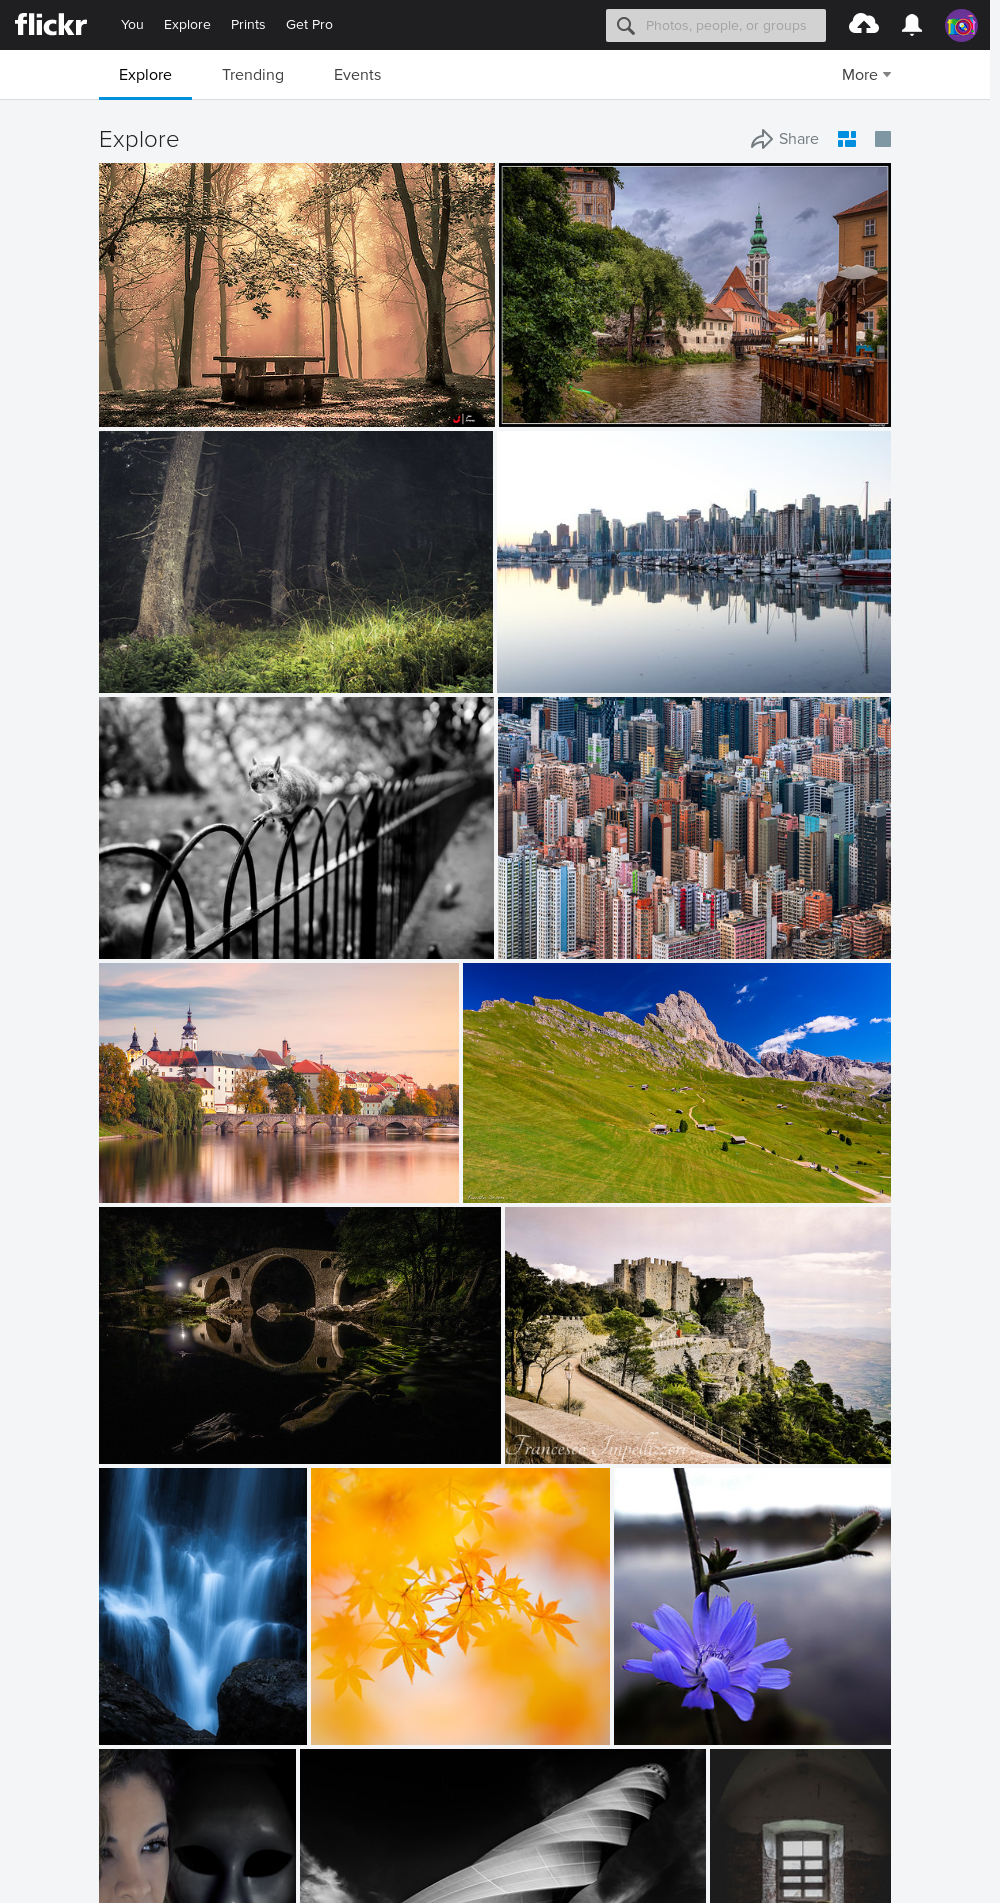 flickr You Explore Prints Get Pro Photos, people, or groups
Explore Trending Events More
Explore Share
Francesco Impellizzeri